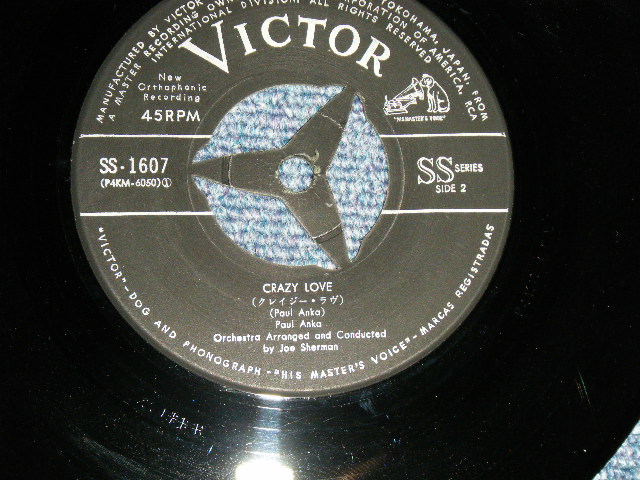 MANUFACTURED BY VICTOR
YOKOHAMA, JAPAN, FROM
A MASTER RECORDING
CORPORATION OF AMERICA, RCA
INTERNATIONAL DIVISION. ALL RIGHTS
VICTOR
New
Orthophonic
Recording
45RPM
"HIS MASTER'S VOICE"
SS-1607
(P4KM-6050)①
SS SERIES
SIDE 2
CRAZY LOVE
(クレイジー・ラヴ)
(Paul Anka)
Paul Anka
Orchestra Arranged and Conducted
by Joe Sherman
"VICTOR"-DOG AND PHONOGRAPH-"HIS MASTER'S VOICE"-MARCAS REGISTRADAS